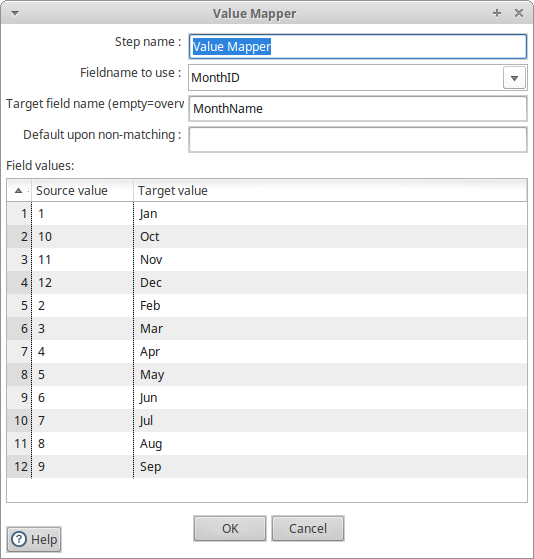 Value Mapper
Step name : Value Mapper
Fieldname to use : MonthID
Target field name (empty=overv MonthName
Default upon non-matching :
Field values:
Source value Target value
1 1 Jan
2 10 Oct
3 11 Nov
4 12 Dec
5 2 Feb
6 3 Mar
7 4 Apr
8 5 May
9 6 Jun
10 7 Jul
11 8 Aug
12 9 Sep
OK Cancel
Help